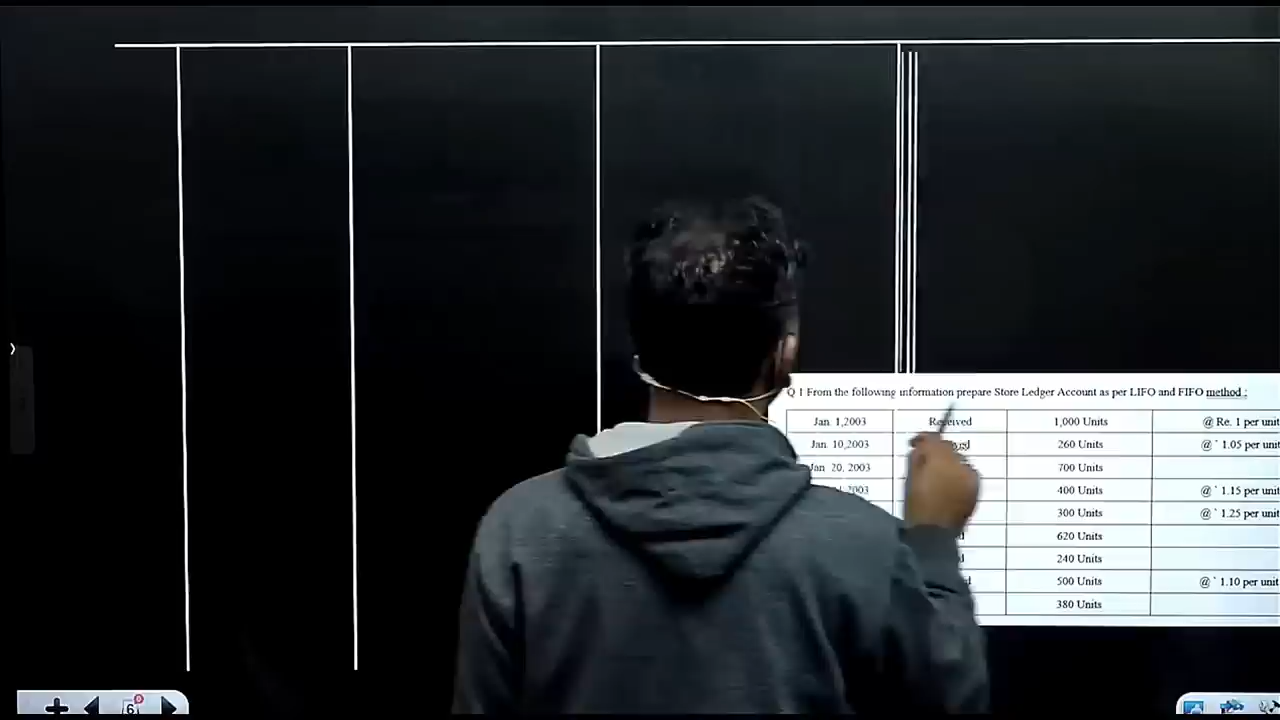 Q 1 From the following information prepare Store Ledger Account as per LIFO and FIFO method :
Jan. 1,2003 Received 1,000 Units @ Re. 1 per unit
Jan. 10,2003 260 Units @ ` 1.05 per unit
Jan. 20, 2003 700 Units
2003 400 Units @ ` 1.15 per unit
300 Units @ ` 1.25 per unit
620 Units
240 Units
500 Units @ ` 1.10 per unit
380 Units
6